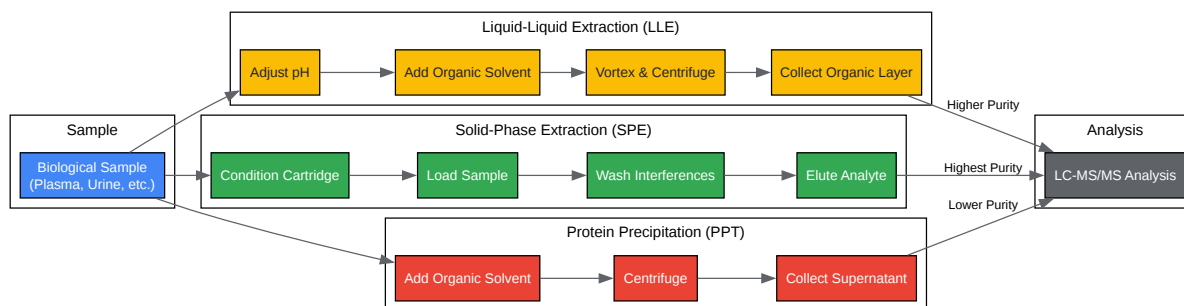 Liquid-Liquid Extraction (LLE)
Adjust pH
Add Organic Solvent
Vortex & Centrifuge
Collect Organic Layer
Higher Purity
Sample
Biological Sample
(Plasma, Urine, etc.)
Solid-Phase Extraction (SPE)
Condition Cartridge
Load Sample
Wash Interferences
Elute Analyte
Highest Purity
Analysis
LC-MS/MS Analysis
Lower Purity
Protein Precipitation (PPT)
Add Organic Solvent
Centrifuge
Collect Supernatant